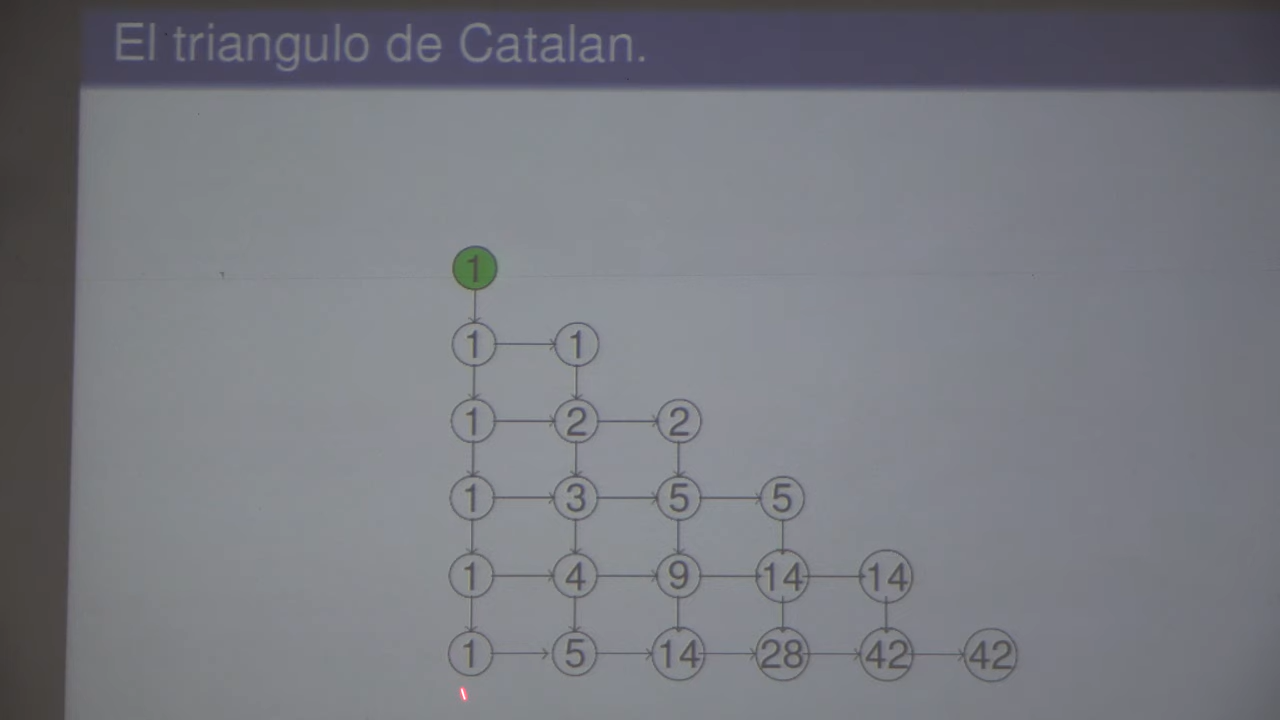 El triangulo de Catalan.
1
1 1
1 2 2
1 3 5 5
1 4 9 14 14
1 5 14 28 42 42